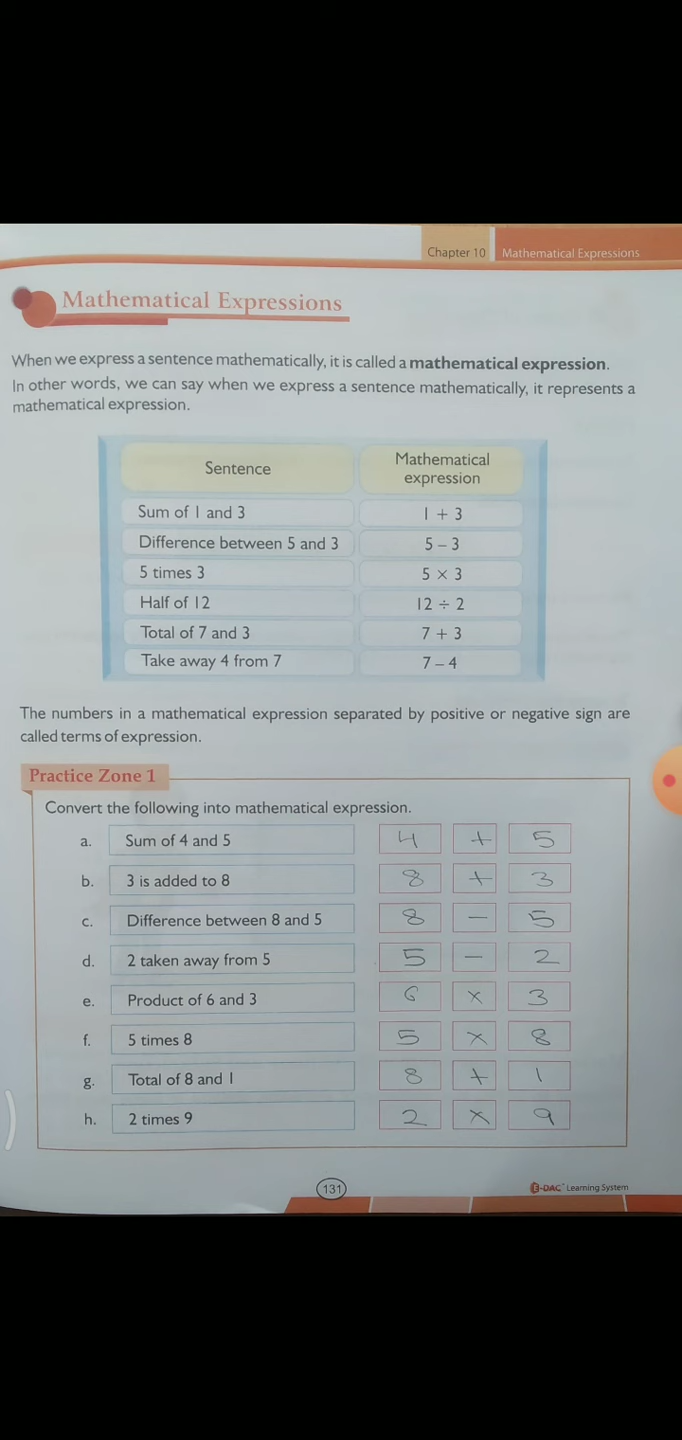 Chapter 10 Mathematical Expressions
Mathematical Expressions
When we express a sentence mathematically, it is called a mathematical expression.
In other words, we can say when we express a sentence mathematically, it represents a
mathematical expression.
Sentence Mathematical expression
Sum of 1 and 3 1 + 3
Difference between 5 and 3 5 – 3
5 times 3 5 × 3
Half of 12 12 ÷ 2
Total of 7 and 3 7 + 3
Take away 4 from 7 7 – 4
The numbers in a mathematical expression separated by positive or negative sign are
called terms of expression.
Practice Zone 1
Convert the following into mathematical expression.
a. Sum of 4 and 5 4 + 5
b. 3 is added to 8 8 + 3
c. Difference between 8 and 5 8 – 5
d. 2 taken away from 5 5 – 2
e. Product of 6 and 3 6 × 3
f. 5 times 8 5 × 8
g. Total of 8 and 1 8 + 1
h. 2 times 9 2 × 9
131 E-DAC™ Learning System